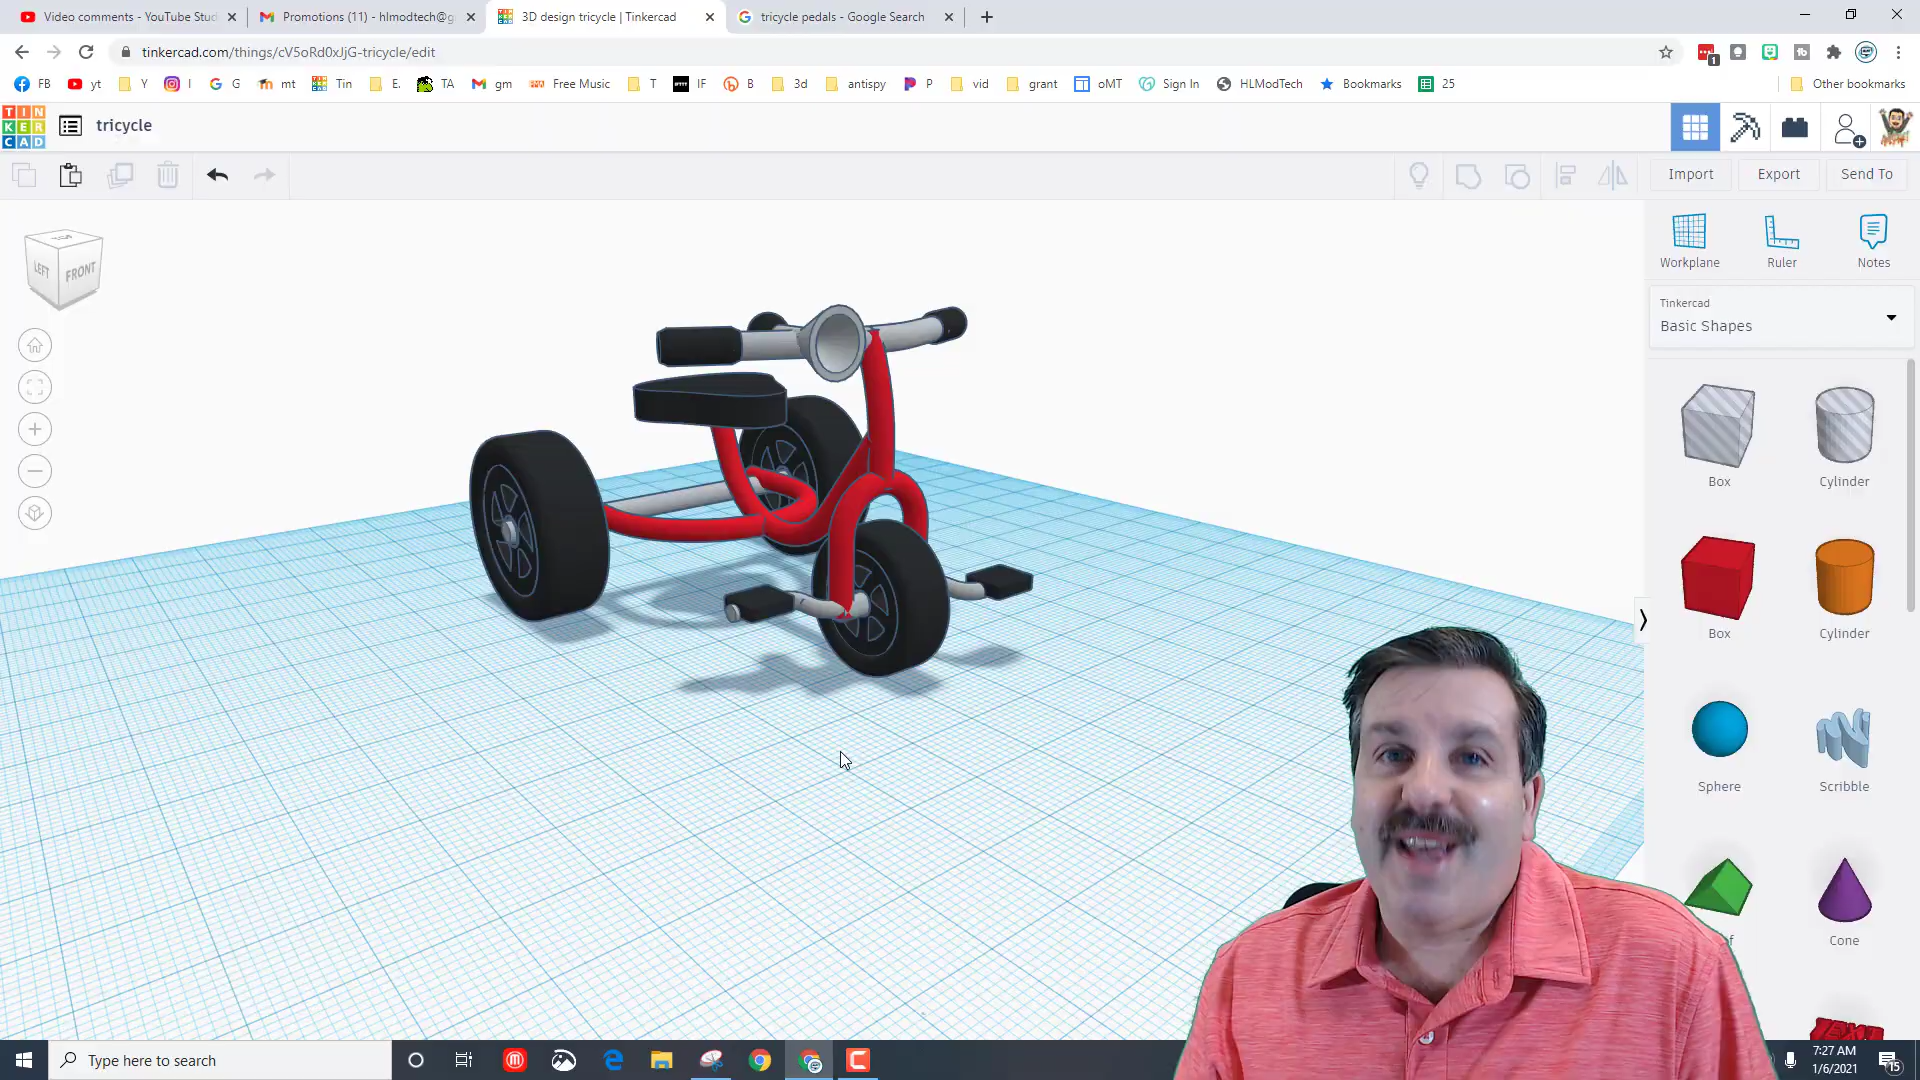 Video comments - YouTube Stud
Promotions (11) - hlmodtech@g
3D design tricycle | Tinkercad
tricycle pedals - Google Search
tinkercad.com/things/cV5oRd0xJjG-tricycle/edit
FB yt Y I G mt Tin E. TA gm Free Music T IF B 3d antispy P vid grant oMT Sign In HLModTech Bookmarks 25 Other bookmarks
TIN
KER
CAD
tricycle
Import Export Send To
TOP
LEFT FRONT
Workplane Ruler Notes
Tinkercad
Basic Shapes
Box Cylinder
Box Cylinder
Sphere Scribble
Cone
TEXT
Type here to search
7:27 AM
1/6/2021
15